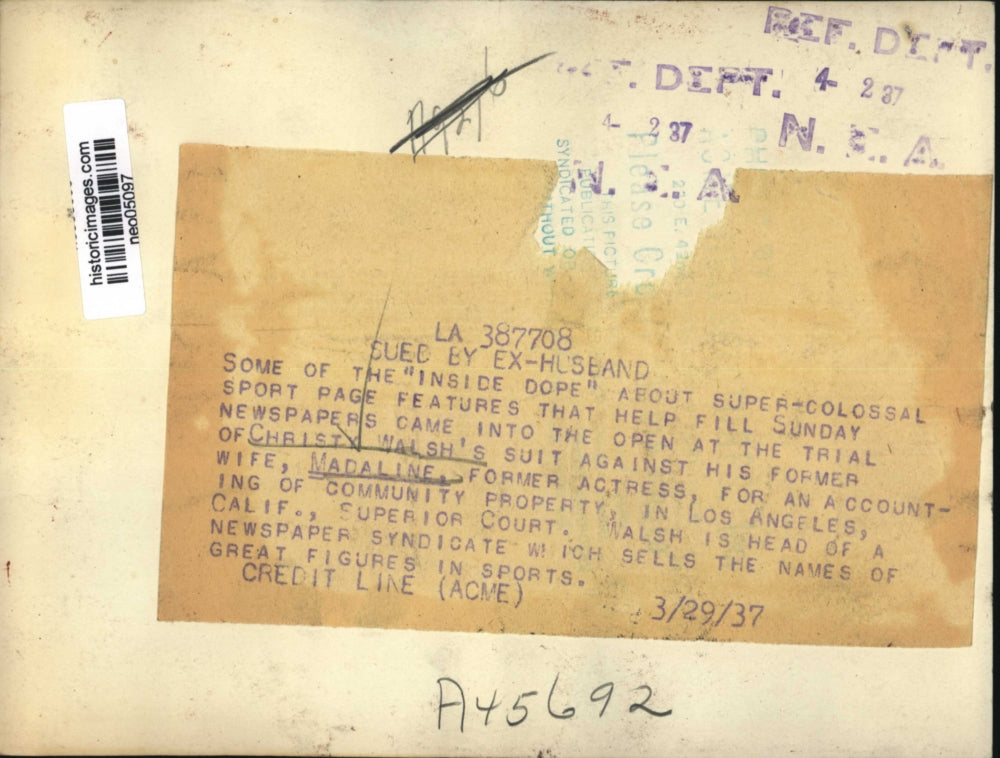 REF. DEPT.
DEPT. 4- 2 37
4- 2 37 N. E. A.
N. E. A.
historicimages.com
neo05097
Please
SYNDICATED
LA 387708
SUED BY EX-HUSBAND
SOME OF THE "INSIDE DOPE" ABOUT SUPER-COLOSSAL
SPORT PAGE FEATURES THAT HELP FILL SUNDAY
NEWSPAPERS CAME INTO THE OPEN AT THE TRIAL
OF CHRISTY WALSH'S SUIT AGAINST HIS FORMER
WIFE, MADALINE, FORMER ACTRESS, FOR AN ACCOUNT-
ING OF COMMUNITY PROPERTY, IN LOS ANGELES,
CALIF., SUPERIOR COURT. WALSH IS HEAD OF A
NEWSPAPER SYNDICATE WHICH SELLS THE NAMES OF
GREAT FIGURES IN SPORTS.
CREDIT LINE (ACME)
3/29/37
A45692